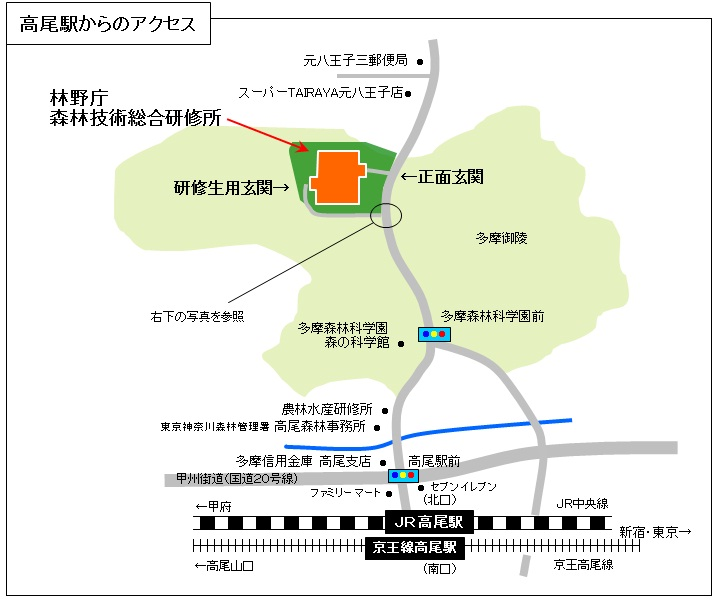 高尾駅からのアクセス
元八王子三郵便局
スーパーTAIRAYA元八王子店
林野庁
森林技術総合研修所
研修生用玄関→
←正面玄関
多摩御陵
右下の写真を参照
多摩森林科学園前
多摩森林科学園
森の科学館
農林水産研修所
東京神奈川森林管理署 高尾森林事務所
多摩信用金庫 高尾支店
高尾駅前
甲州街道(国道20号線)
ファミリーマート
セブンイレブン
(北口)
←甲府
JR中央線
JR高尾駅
新宿・東京→
京王線高尾駅
←高尾山口
(南口)
京王高尾線